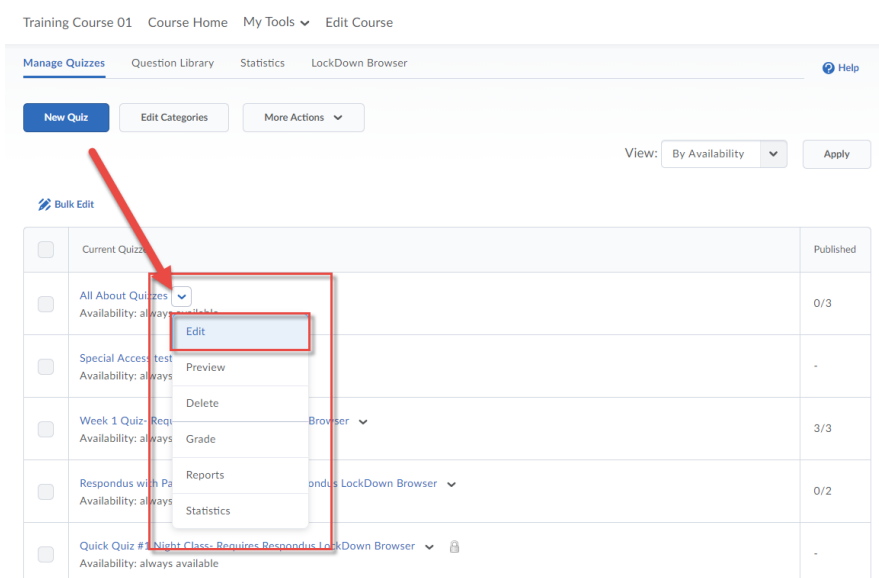 Training Course 01 Course Home My Tools Edit Course
Manage Quizzes Question Library Statistics LockDown Browser Help
New Quiz Edit Categories More Actions
View: By Availability Apply
Bulk Edit
Current Quizze Published
All About Quizzes 0/3
Availability: always available
Edit
Special Access test -
Availability: always
Preview
Delete
Week 1 Quiz- Requ Browser 3/3
Availability: always
Grade
Reports
Respondus with Pa ondus LockDown Browser 0/2
Availability: always
Statistics
Quick Quiz #1 Night Class- Requires Respondus LockDown Browser -
Availability: always available